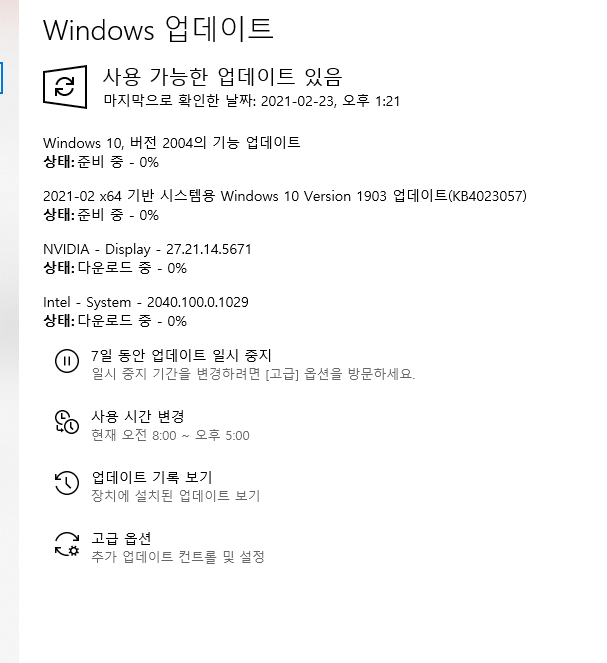 Windows 업데이트
사용 가능한 업데이트 있음
마지막으로 확인한 날짜: 2021-02-23, 오후 1:21
Windows 10, 버전 2004의 기능 업데이트
상태: 준비 중 - 0%
2021-02 x64 기반 시스템용 Windows 10 Version 1903 업데이트(KB4023057)
상태: 준비 중 - 0%
NVIDIA - Display - 27.21.14.5671
상태: 다운로드 중 - 0%
Intel - System - 2040.100.0.1029
상태: 다운로드 중 - 0%
7일 동안 업데이트 일시 중지
일시 중지 기간을 변경하려면 [고급] 옵션을 방문하세요.
사용 시간 변경
현재 오전 8:00 ~ 오후 5:00
업데이트 기록 보기
장치에 설치된 업데이트 보기
고급 옵션
추가 업데이트 컨트롤 및 설정